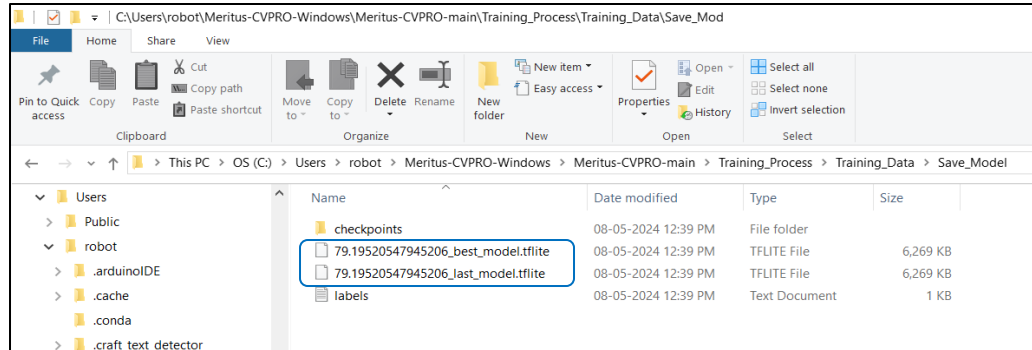 C:\Users\robot\Meritus-CVPRO-Windows\Meritus-CVPRO-main\Training_Process\Training_Data\Save_Mod
File Home Share View
Pin to Quick access
Copy
Paste
Cut
Copy path
Paste shortcut
Move to
Copy to
Delete
Rename
New folder
New item
Easy access
Properties
Open
Edit
History
Select all
Select none
Invert selection
Clipboard Organize New Open Select
This PC > OS (C:) > Users > robot > Meritus-CVPRO-Windows > Meritus-CVPRO-main > Training_Process > Training_Data > Save_Model
Users
Public
robot
.arduinoIDE
.cache
.conda
.craft_text_detector
Name Date modified Type Size
checkpoints 08-05-2024 12:39 PM File folder
79.19520547945206_best_model.tflite 08-05-2024 12:39 PM TFLITE File 6,269 KB
79.19520547945206_last_model.tflite 08-05-2024 12:39 PM TFLITE File 6,269 KB
labels 08-05-2024 12:39 PM Text Document 1 KB